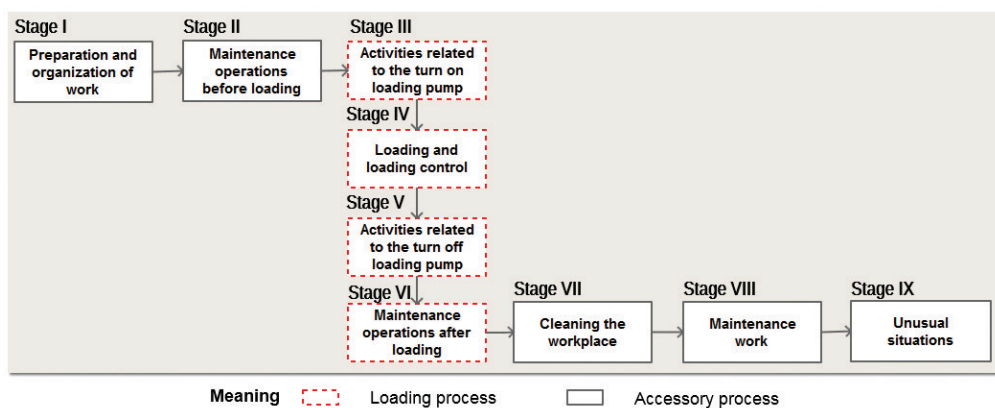 Stage I
Preparation and
organization of
work
Stage II
Maintenance
operations
before loading
Stage III
Activities related
to the turn on
loading pump
Stage IV
Loading and
loading control
Stage V
Activities related
to the turn off
loading pump
Stage VI
Maintenance
operations after
loading
Stage VII
Cleaning the
workplace
Stage VIII
Maintenance
work
Stage IX
Unusual
situations
Meaning
Loading process
Accessory process